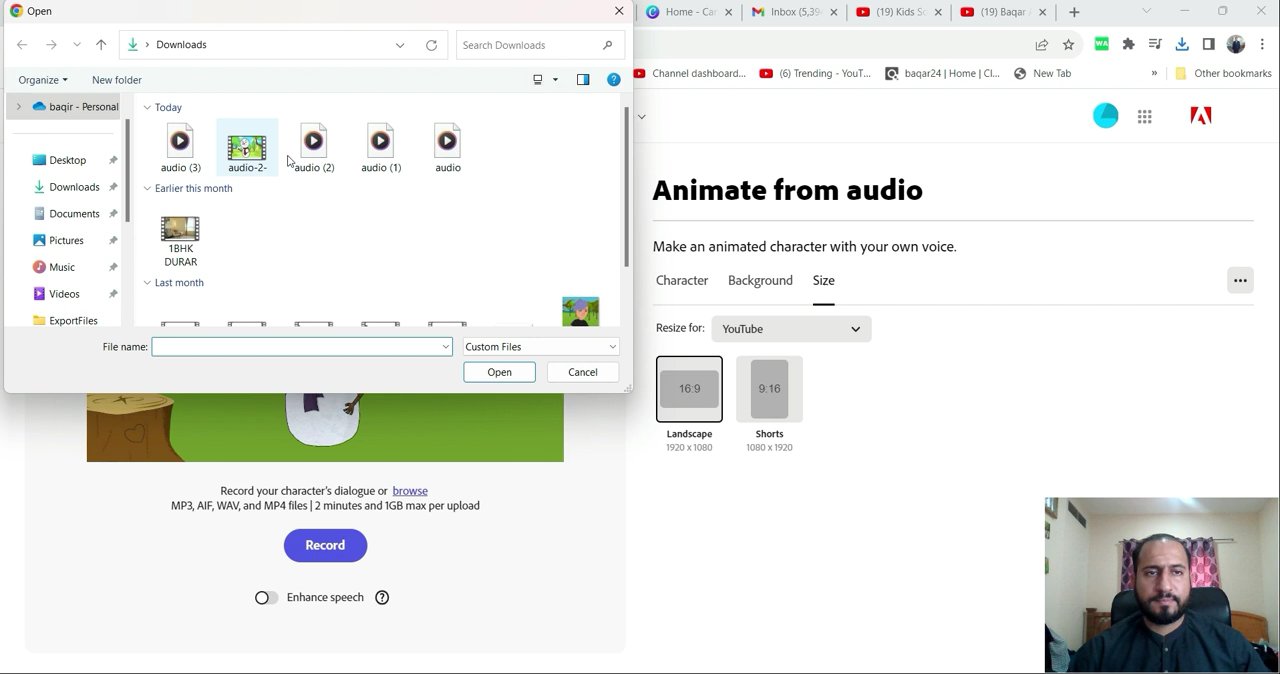 Open
Home - Car
Inbox (5,39
(19) Kids So
(19) Baqar
Downloads
Search Downloads
Organize
New folder
Channel dashboard...
(6) Trending - YouT...
baqar24 | Home | Cl...
New Tab
»
Other bookmarks
baqir - Personal
Today
audio (3)
audio-2-
audio (2)
audio (1)
audio
Desktop
Downloads
Earlier this month
Documents
Pictures
1BHK
DURAR
Music
Last month
Videos
ExportFiles
File name:
Custom Files
Open
Cancel
Animate from audio
Make an animated character with your own voice.
Character
Background
Size
Resize for:
YouTube
16:9
9:16
Landscape
Shorts
1920 x 1080
1080 x 1920
Record your character's dialogue or browse
MP3, AIF, WAV, and MP4 files | 2 minutes and 1GB max per upload
Record
Enhance speech